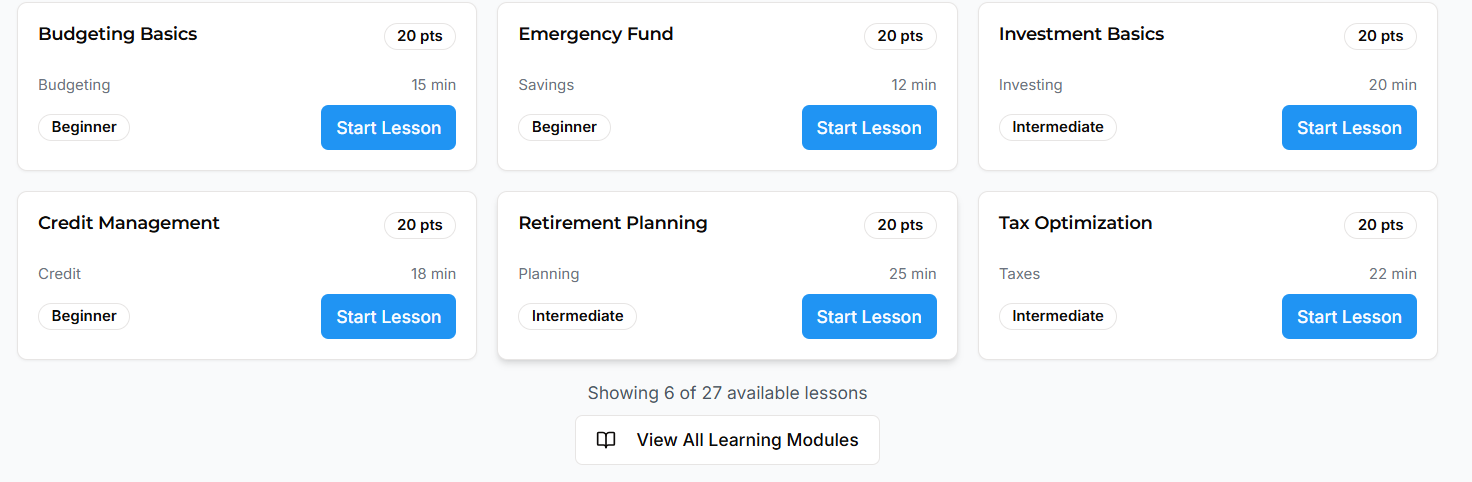 Budgeting Basics 20 pts
Budgeting 15 min
Beginner Start Lesson
Emergency Fund 20 pts
Savings 12 min
Beginner Start Lesson
Investment Basics 20 pts
Investing 20 min
Intermediate Start Lesson
Credit Management 20 pts
Credit 18 min
Beginner Start Lesson
Retirement Planning 20 pts
Planning 25 min
Intermediate Start Lesson
Tax Optimization 20 pts
Taxes 22 min
Intermediate Start Lesson
Showing 6 of 27 available lessons
View All Learning Modules